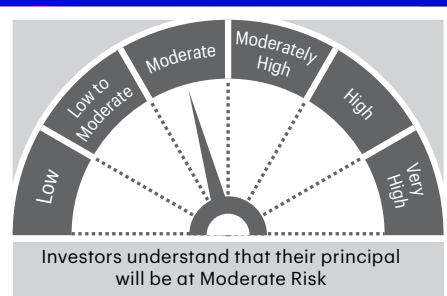 Low
Low to
Moderate
Moderate
Moderately
High
High
Very
High
Investors understand that their principal
will be at Moderate Risk